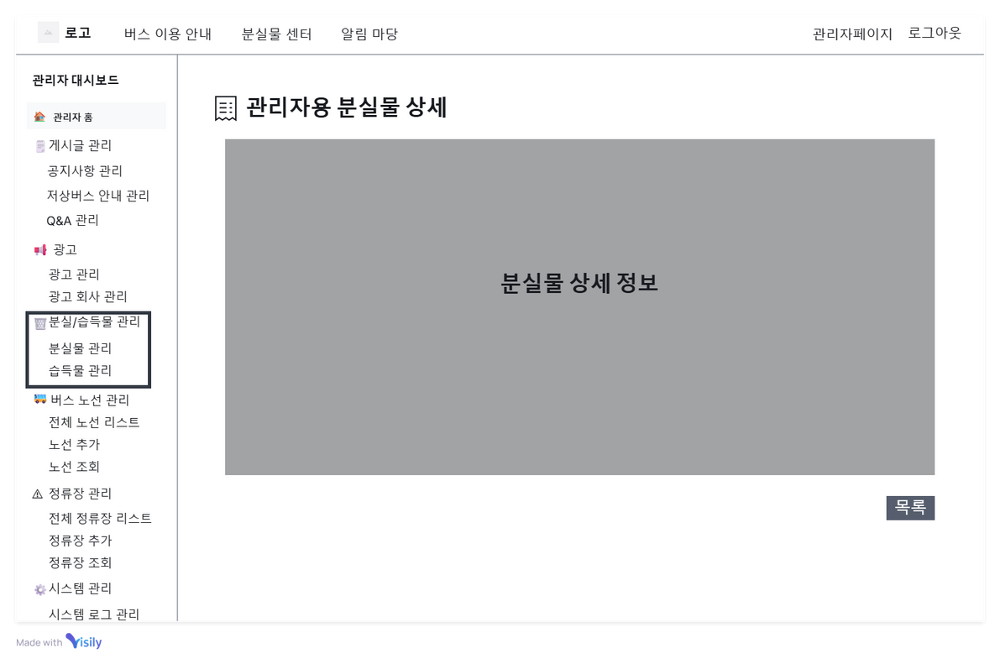 로고
버스 이용 안내
분실물 센터
알림 마당
관리자페이지
로그아웃
관리자 대시보드
관리자 홈
게시글 관리
공지사항 관리
저상버스 안내 관리
Q&A 관리
광고
광고 관리
광고 회사 관리
분실/습득물 관리
분실물 관리
습득물 관리
버스 노선 관리
전체 노선 리스트
노선 추가
노선 조회
정류장 관리
전체 정류장 리스트
정류장 추가
정류장 조회
시스템 관리
시스템 로그 관리
관리자용 분실물 상세
분실물 상세 정보
목록
Made with Visily